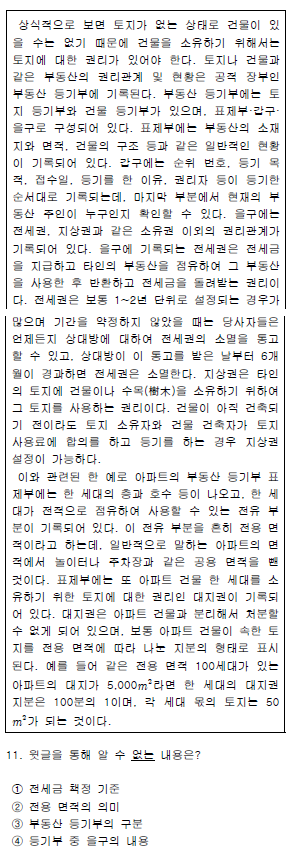 상식적으로 보면 토지가 없는 상태로 건물이 있
을 수는 없기 때문에 건물을 소유하기 위해서는
토지에 대한 권리가 있어야 한다. 토지나 건물과
같은 부동산의 권리관계 및 현황은 공적 장부인
부동산 등기부에 기록된다. 부동산 등기부에는 토
지 등기부와 건물 등기부가 있으며, 표제부·갑구·
을구로 구성되어 있다. 표제부에는 부동산의 소재
지와 면적, 건물의 구조 등과 같은 일반적인 현황
이 기록되어 있다. 갑구에는 순위 번호, 등기 목
적, 접수일, 등기를 한 이유, 권리자 등이 등기한
순서대로 기록되는데, 마지막 부분에서 현재의 부
동산 주인이 누구인지 확인할 수 있다. 을구에는
전세권, 지상권과 같은 소유권 이외의 권리관계가
기록되어 있다. 을구에 기록되는 전세권은 전세금
을 지급하고 타인의 부동산을 점유하여 그 부동산
을 사용한 후 반환하고 전세금을 돌려받는 권리이
다. 전세권은 보통 1~2년 단위로 설정되는 경우가
많으며 기간을 약정하지 않았을 때는 당사자들은
언제든지 상대방에 대하여 전세권의 소멸을 통고
할 수 있고, 상대방이 이 통고를 받은 날부터 6개
월이 경과하면 전세권은 소멸한다. 지상권은 타인
의 토지에 건물이나 수목(樹木)을 소유하기 위하여
그 토지를 사용하는 권리이다. 건물이 아직 건축되
기 전이라도 토지 소유자와 건물 건축자가 토지
사용료에 합의를 하고 등기를 하는 경우 지상권
설정이 가능하다.
이와 관련된 한 예로 아파트의 부동산 등기부 표
제부에는 한 세대의 층과 호수 등이 나오고, 한 세
대가 전적으로 점유하여 사용할 수 있는 전유 부
분이 기록되어 있다. 이 전유 부분을 흔히 전용 면
적이라고 하는데, 일반적으로 말하는 아파트의 면
적에서 놀이터나 주차장과 같은 공용 면적을 뺀
것이다. 표제부에는 또 아파트 건물 한 세대를 소
유하기 위한 토지에 대한 권리인 대지권이 기록되
어 있다. 대지권은 아파트 건물과 분리해서 처분할
수 없게 되어 있으며, 보통 아파트 건물이 속한 토
지를 전용 면적에 따라 나눈 지분의 형태로 표시
된다. 예를 들어 같은 전용 면적 100세대가 있는
아파트의 대지가 5,000m²라면 한 세대의 대지권
지분은 100분의 1이며, 각 세대 몫의 토지는 50
m²가 되는 것이다.
11. 윗글을 통해 알 수 없는 내용은?
① 전세금 책정 기준
② 전용 면적의 의미
③ 부동산 등기부의 구분
④ 등기부 중 을구의 내용